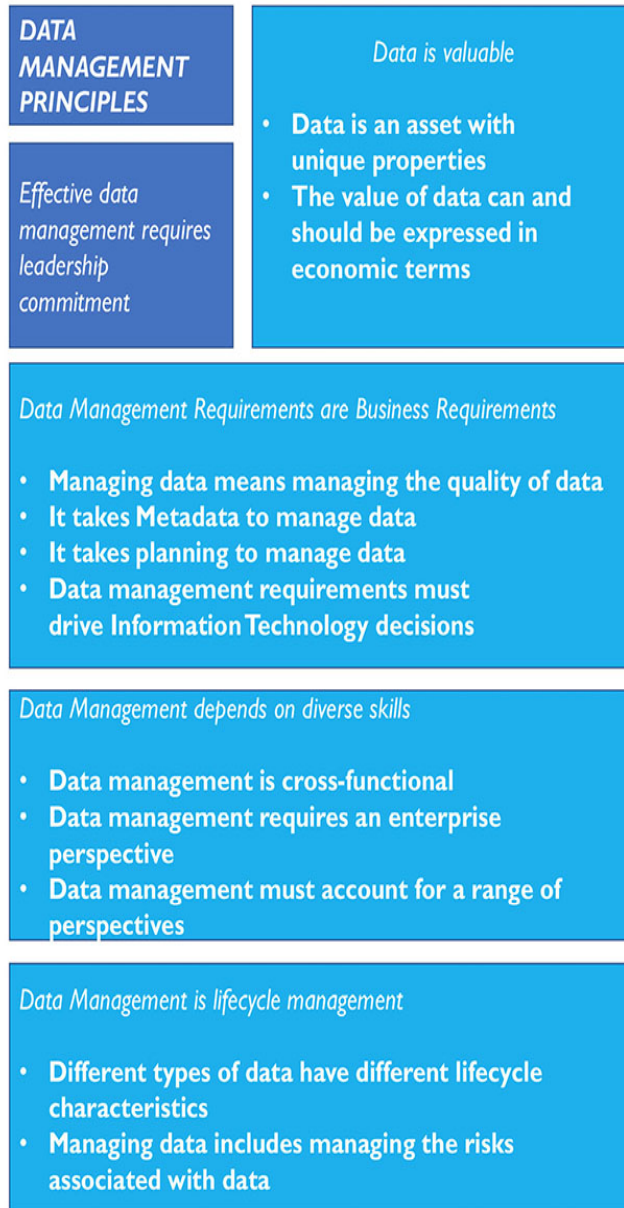 DATA
MANAGEMENT
PRINCIPLES
Effective data
management requires
leadership
commitment
Data is valuable
• Data is an asset with
unique properties
• The value of data can and
should be expressed in
economic terms
Data Management Requirements are Business Requirements
• Managing data means managing the quality of data
• It takes Metadata to manage data
• It takes planning to manage data
• Data management requirements must
drive Information Technology decisions
Data Management depends on diverse skills
• Data management is cross-functional
• Data management requires an enterprise
perspective
• Data management must account for a range of
perspectives
Data Management is lifecycle management
• Different types of data have different lifecycle
characteristics
• Managing data includes managing the risks
associated with data